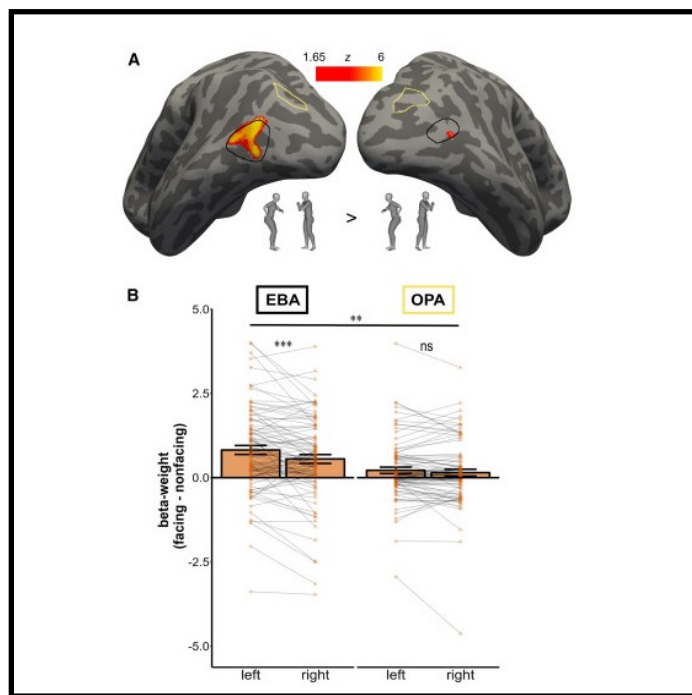 A
1.65 z 6
>
B
EBA OPA
5.0
**
***
ns
2.5
0.0
-2.5
-5.0
beta-weight
(facing - nonfacing)
left right left right